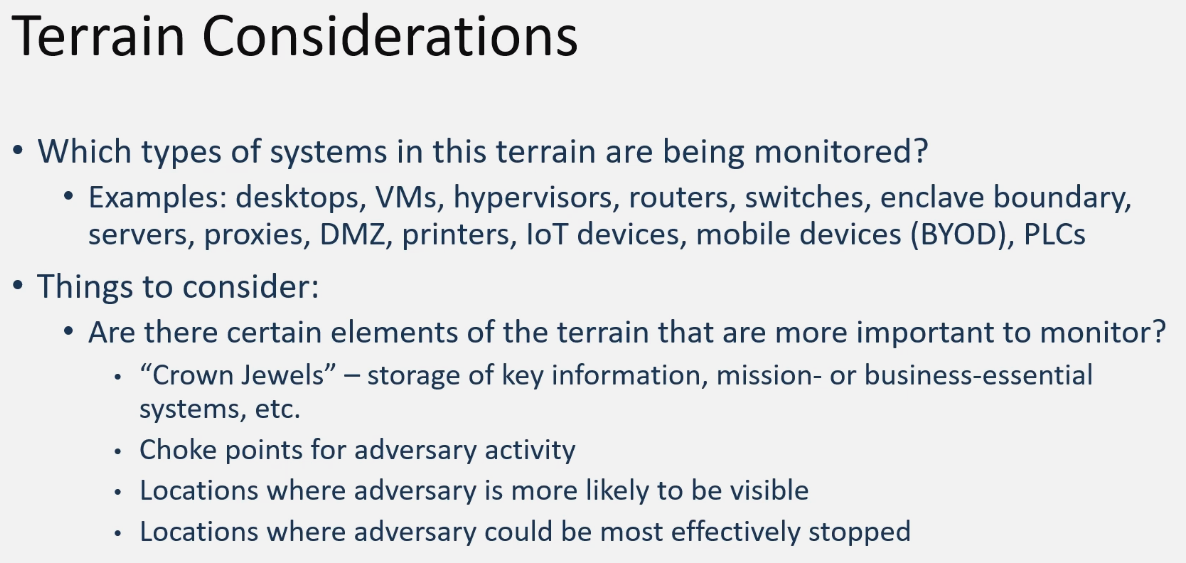 Terrain Considerations
• Which types of systems in this terrain are being monitored?
• Examples: desktops, VMs, hypervisors, routers, switches, enclave boundary,
servers, proxies, DMZ, printers, IoT devices, mobile devices (BYOD), PLCs
• Things to consider:
• Are there certain elements of the terrain that are more important to monitor?
• “Crown Jewels” – storage of key information, mission- or business-essential
systems, etc.
• Choke points for adversary activity
• Locations where adversary is more likely to be visible
• Locations where adversary could be most effectively stopped